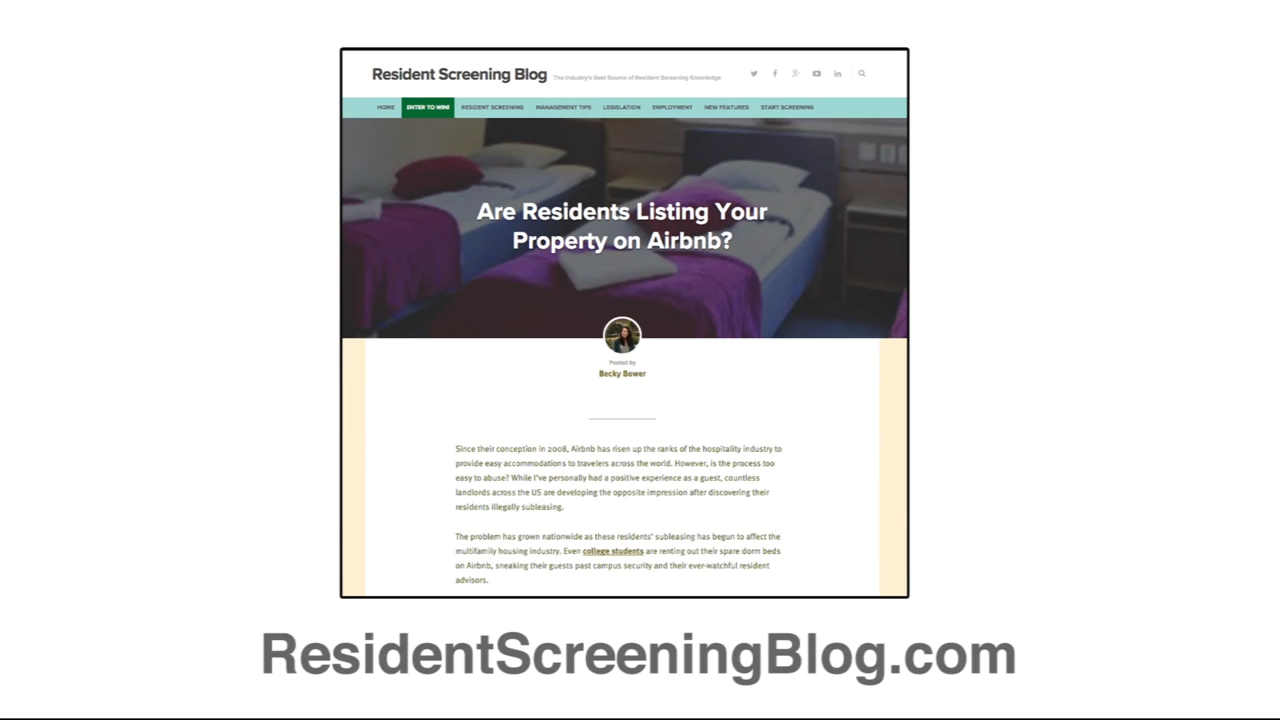 Resident Screening Blog The Industry's Best Source of Resident Screening Knowledge
HOME ENTER TO WIN! RESIDENT SCREENING MANAGEMENT TIPS LEGISLATION EMPLOYMENT NEW FEATURES START SCREENING
Are Residents Listing Your
Property on Airbnb?
Posted by
Becky Bower
Since their conception in 2008, Airbnb has risen up the ranks of the hospitality industry to
provide easy accommodations to travelers across the world. However, is the process too
easy to abuse? While I've personally had a positive experience as a guest, countless
landlords across the US are developing the opposite impression after discovering their
residents illegally subleasing.
The problem has grown nationwide as these residents' subleasing has begun to affect the
multifamily housing industry. Even college students are renting out their spare dorm beds
on Airbnb, sneaking their guests past campus security and their ever-watchful resident
advisors.
ResidentScreeningBlog.com